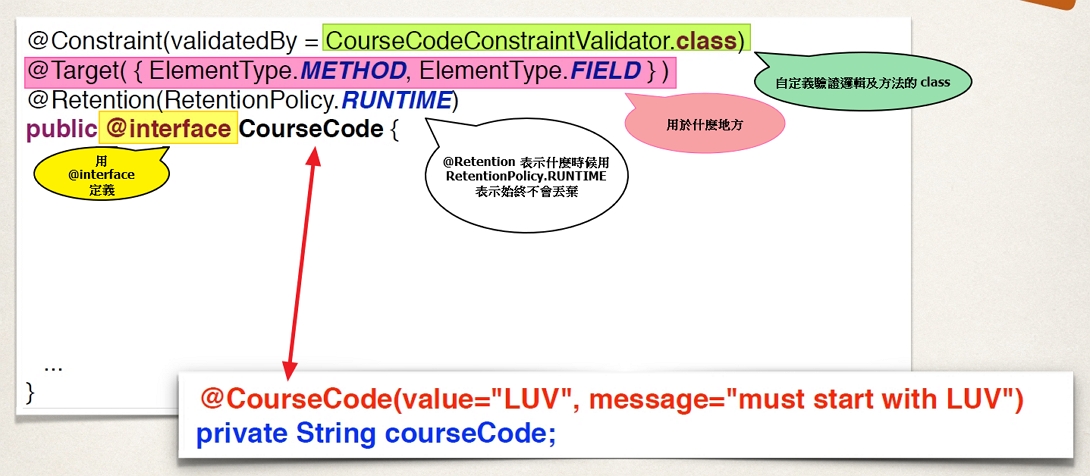 @Constraint(validatedBy = CourseCodeConstraintValidator.class)
@Target( { ElementType.METHOD, ElementType.FIELD } )
@Retention(RetentionPolicy.RUNTIME)
public @interface CourseCode {
自定義驗證邏輯及方法的 class
用於什麼地方
用
@interface
定義
@Retention 表示什麼時候用
RetentionPolicy.RUNTIME
表示始終不會丟棄
...
}
@CourseCode(value="LUV", message="must start with LUV")
private String courseCode;